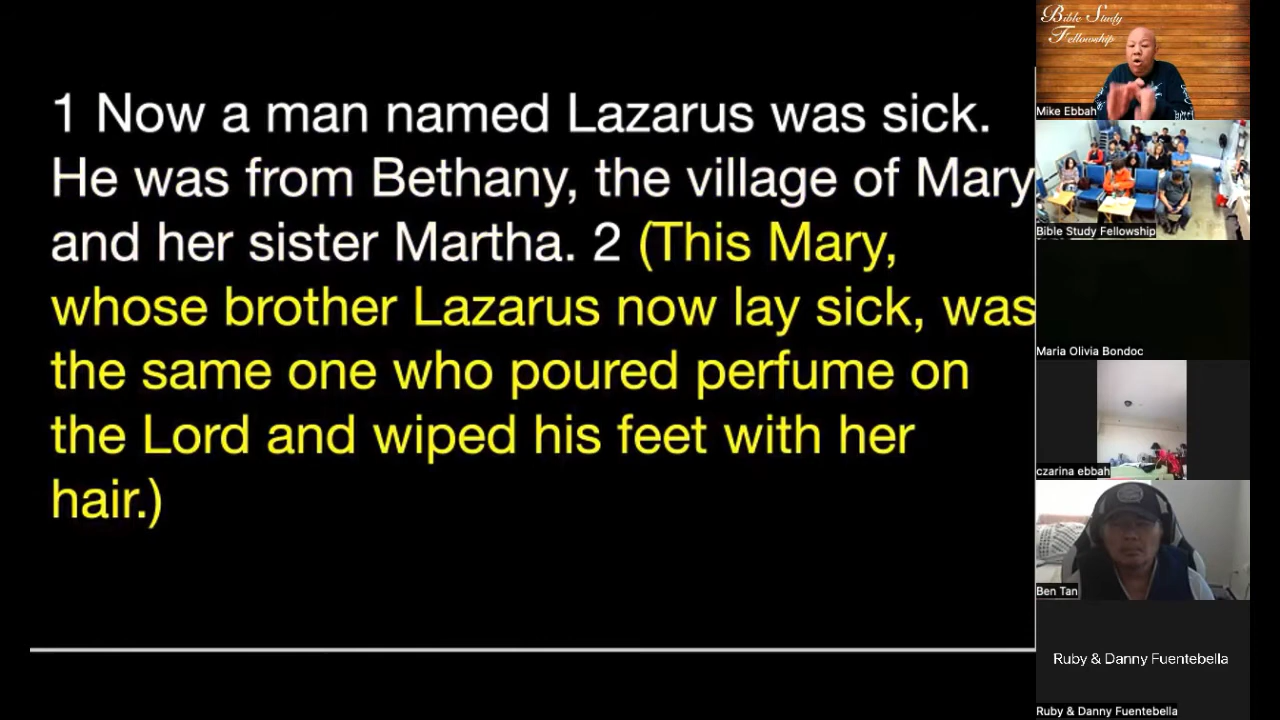 1 Now a man named Lazarus was sick.
He was from Bethany, the village of Mary
and her sister Martha. 2 (This Mary,
whose brother Lazarus now lay sick, was
the same one who poured perfume on
the Lord and wiped his feet with her
hair.)
Bible Study
Fellowship
Mike Ebbah
Bible Study Fellowship
Maria Olivia Bondoc
czarina ebbah
Ben Tan
Ruby & Danny Fuentebella
Ruby & Danny Fuentebella